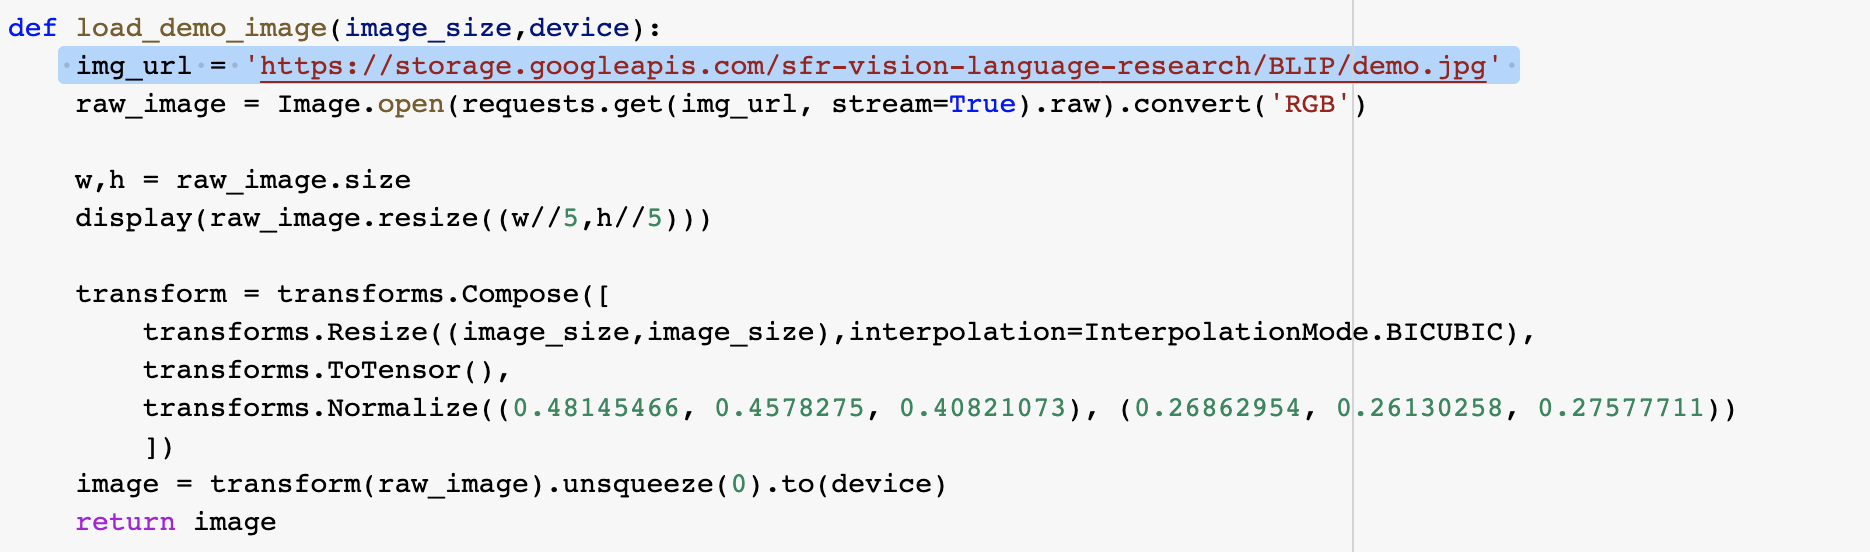 def load_demo_image(image_size,device):
    img_url = 'https://storage.googleapis.com/sfr-vision-language-research/BLIP/demo.jpg'
    raw_image = Image.open(requests.get(img_url, stream=True).raw).convert('RGB')
    w,h = raw_image.size
    display(raw_image.resize((w//5,h//5)))
    transform = transforms.Compose([
        transforms.Resize((image_size,image_size),interpolation=InterpolationMode.BICUBIC),
        transforms.ToTensor(),
        transforms.Normalize((0.48145466, 0.4578275, 0.40821073), (0.26862954, 0.26130258, 0.27577711))
        ])
    image = transform(raw_image).unsqueeze(0).to(device)
    return image